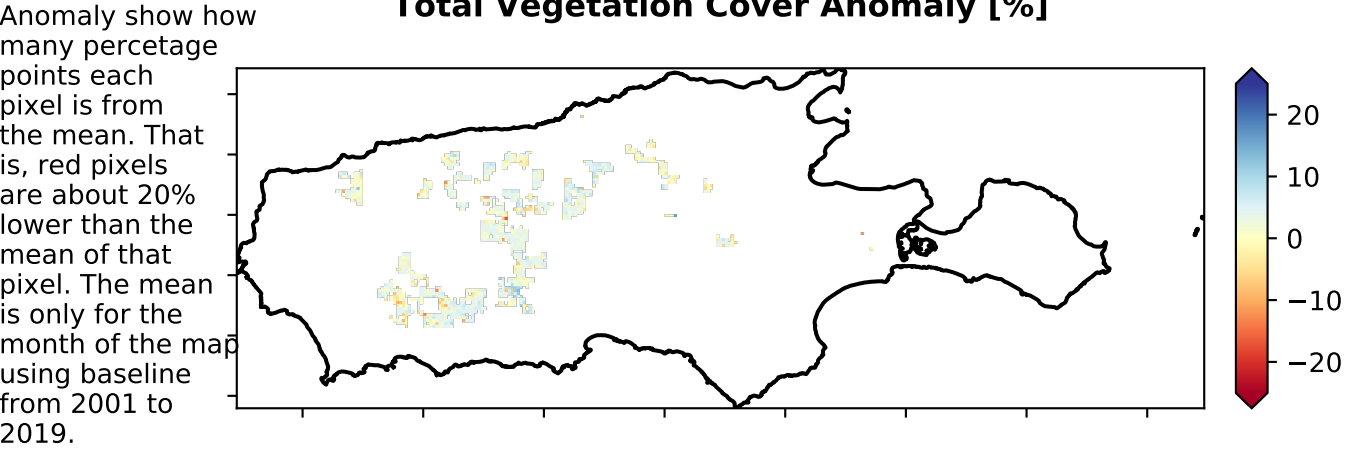 Total Vegetation Cover Anomaly [%]
Anomaly show how
many percetage
points each
pixel is from
the mean. That
is, red pixels
are about 20%
lower than the
mean of that
pixel. The mean
is only for the
month of the map
using baseline
from 2001 to
2019.
20
10
0
−10
−20